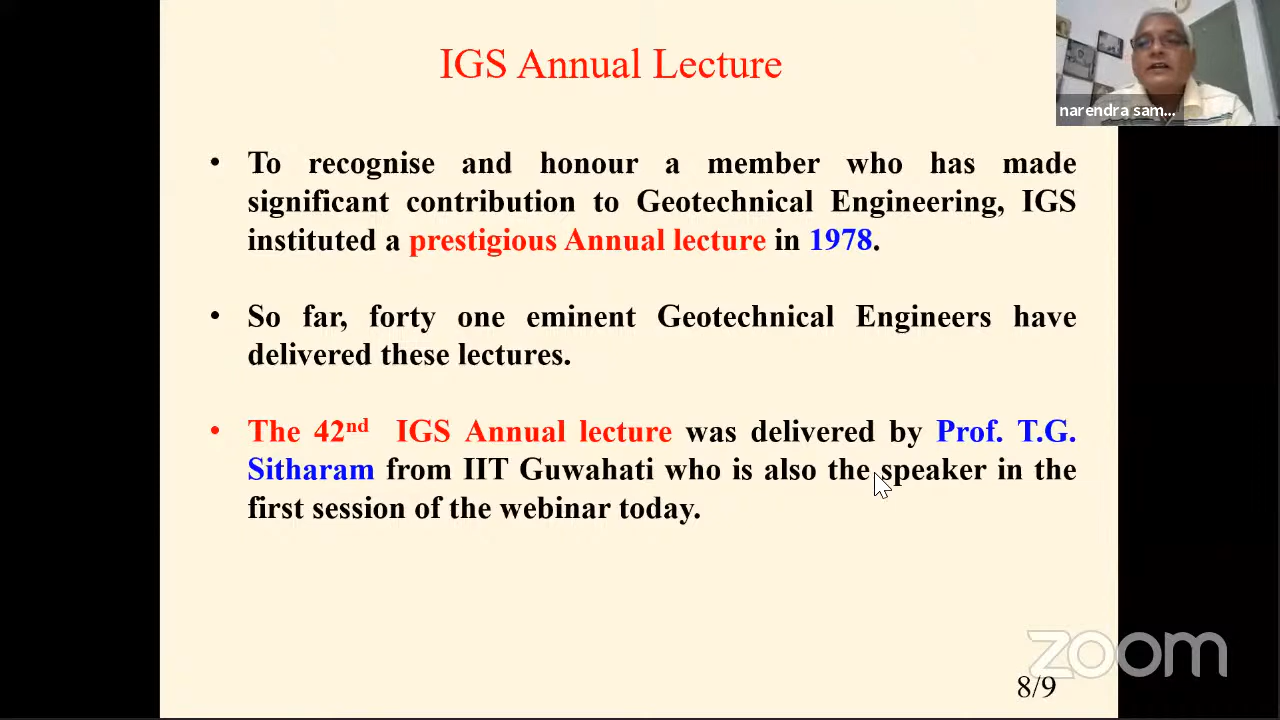 IGS Annual Lecture
narendra sam...
• To recognise and honour a member who has made
significant contribution to Geotechnical Engineering, IGS
instituted a prestigious Annual lecture in 1978.
• So far, forty one eminent Geotechnical Engineers have
delivered these lectures.
• The 42nd IGS Annual lecture was delivered by Prof. T.G.
Sitharam from IIT Guwahati who is also the speaker in the
first session of the webinar today.
zoom
8/9